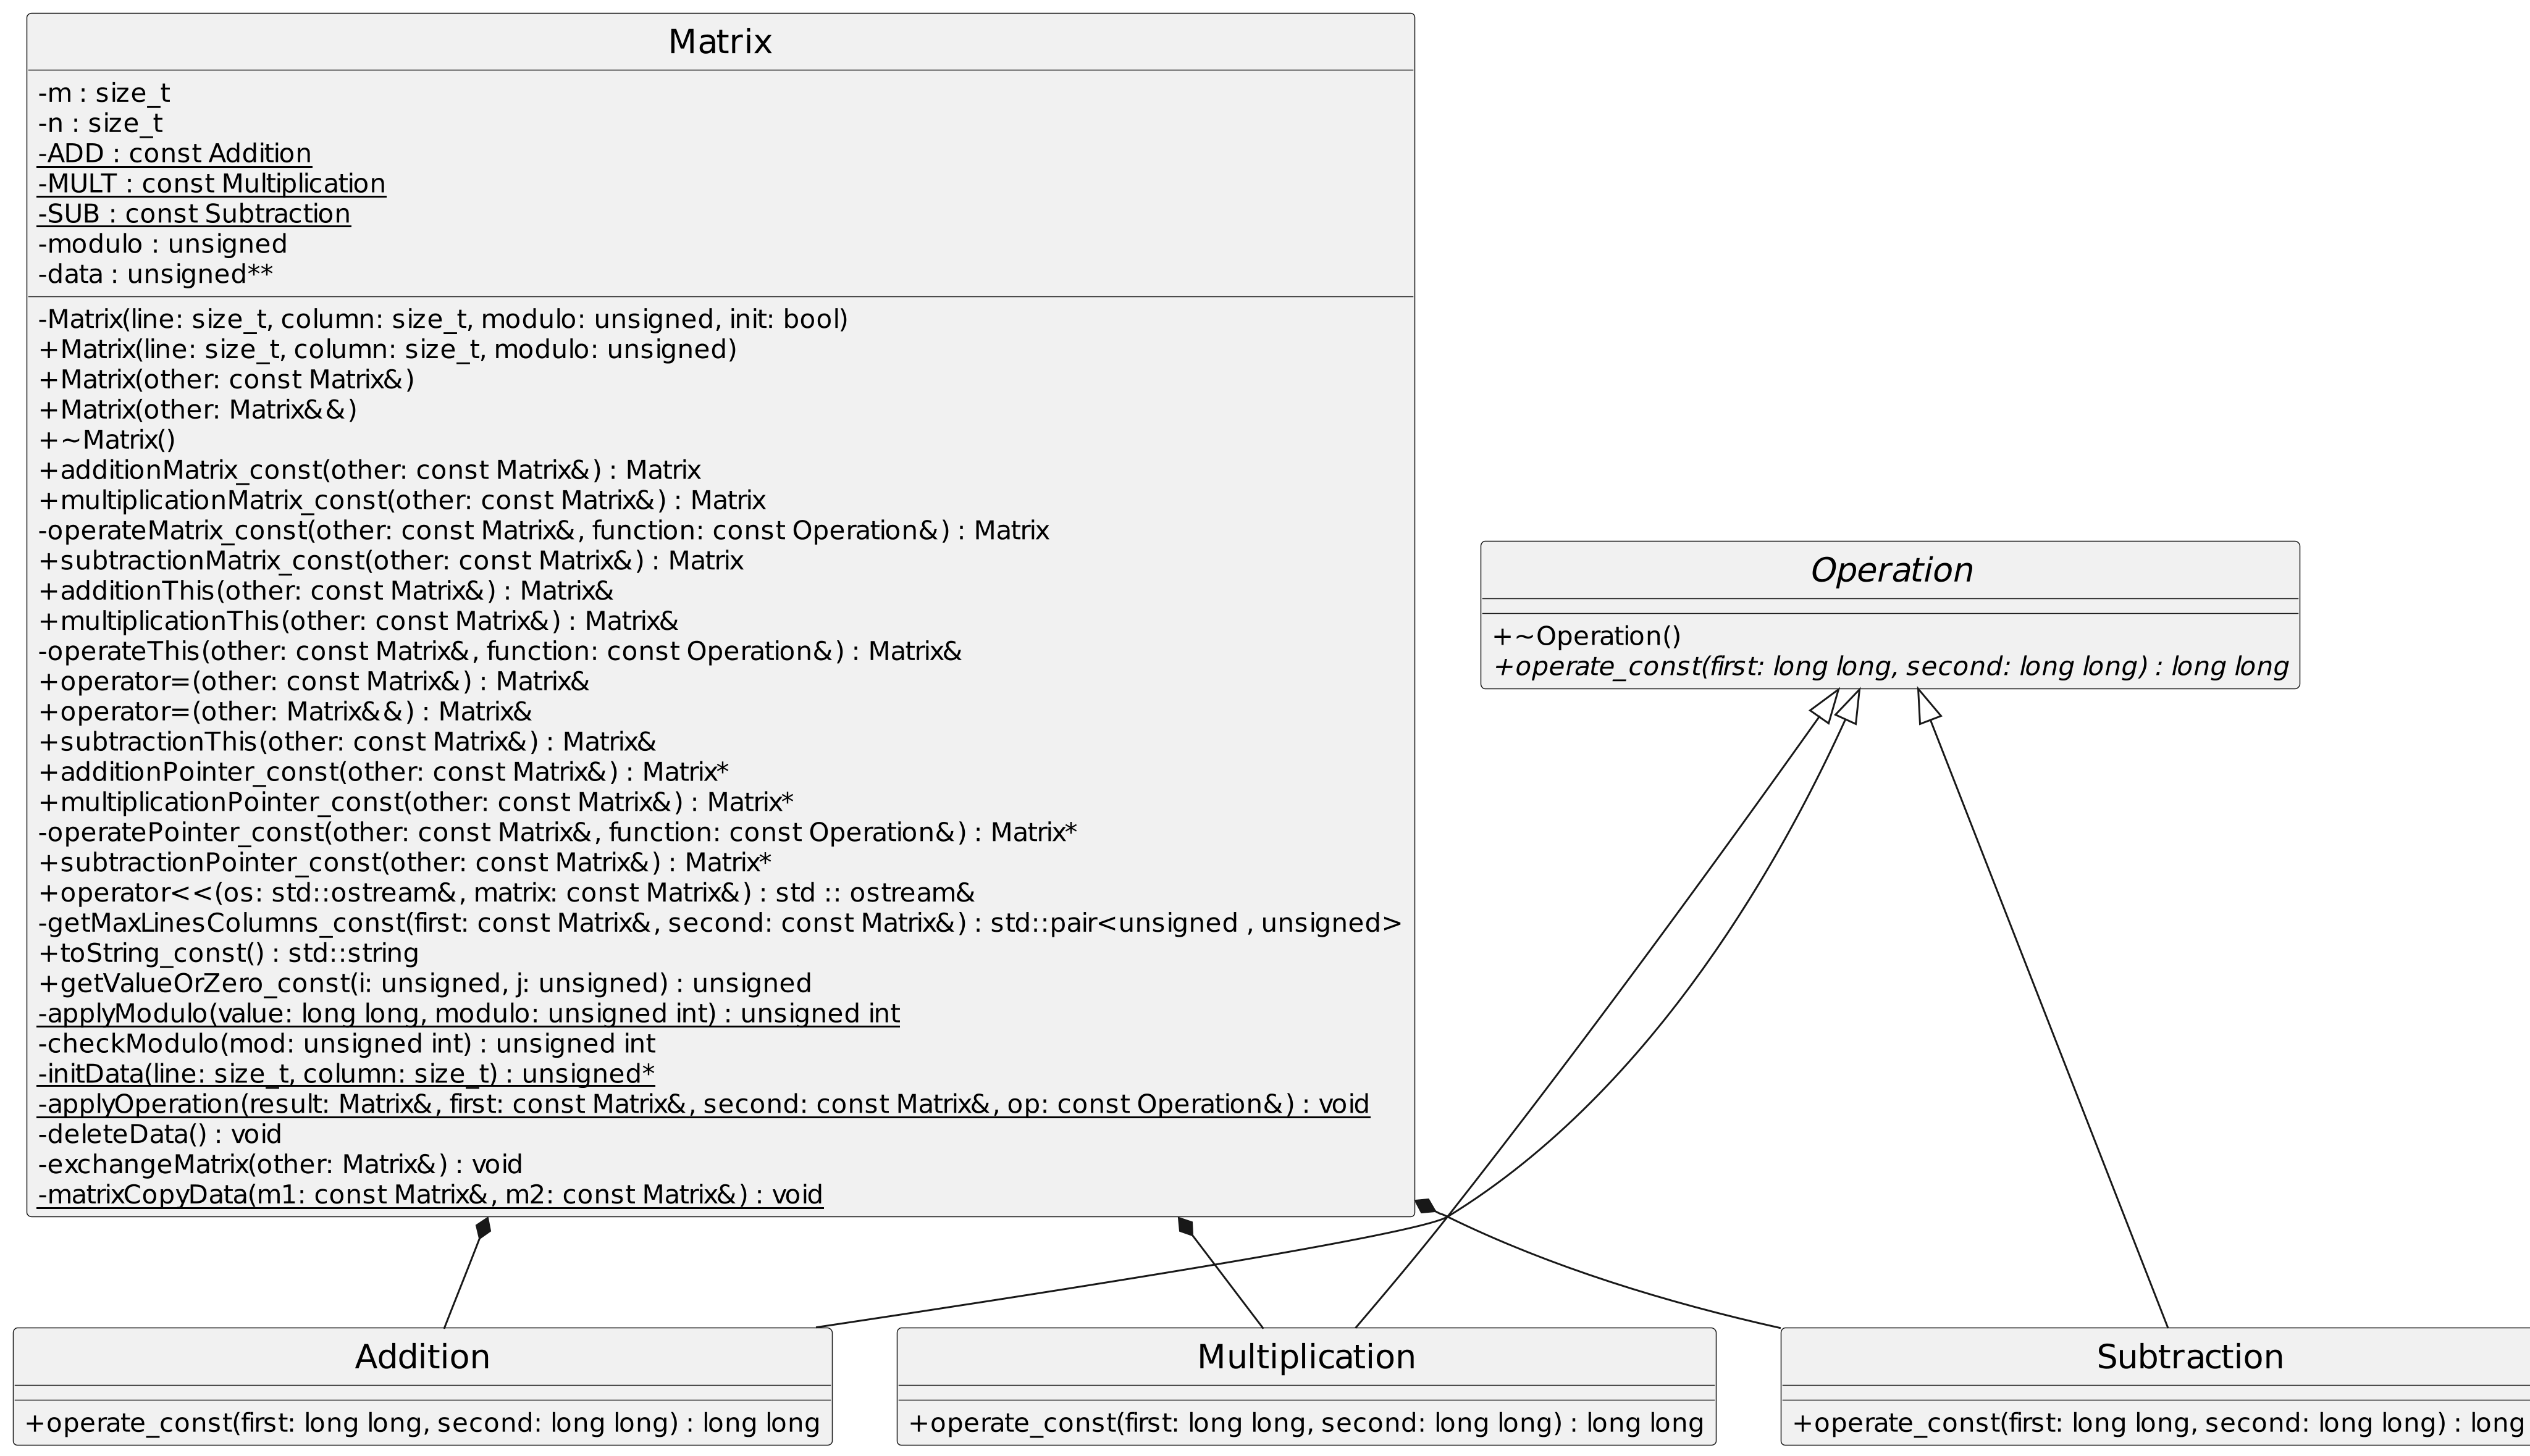 Matrix
-m : size_t
-n : size_t
-ADD : const Addition
-MULT : const Multiplication
-SUB : const Subtraction
-modulo : unsigned
-data : unsigned**
-Matrix(line: size_t, column: size_t, modulo: unsigned, init: bool)
+Matrix(line: size_t, column: size_t, modulo: unsigned)
+Matrix(other: const Matrix&)
+Matrix(other: Matrix&&)
+~Matrix()
+additionMatrix_const(other: const Matrix&) : Matrix
+multiplicationMatrix_const(other: const Matrix&) : Matrix
-operateMatrix_const(other: const Matrix&, function: const Operation&) : Matrix
+subtractionMatrix_const(other: const Matrix&) : Matrix
+additionThis(other: const Matrix&) : Matrix&
+multiplicationThis(other: const Matrix&) : Matrix&
-operateThis(other: const Matrix&, function: const Operation&) : Matrix&
+operator=(other: const Matrix&) : Matrix&
+operator=(other: Matrix&&) : Matrix&
+subtractionThis(other: const Matrix&) : Matrix&
+additionPointer_const(other: const Matrix&) : Matrix*
+multiplicationPointer_const(other: const Matrix&) : Matrix*
-operatePointer_const(other: const Matrix&, function: const Operation&) : Matrix*
+subtractionPointer_const(other: const Matrix&) : Matrix*
+operator<<(os: std::ostream&, matrix: const Matrix&) : std :: ostream&
-getMaxLinesColumns_const(first: const Matrix&, second: const Matrix&) : std::pair<unsigned , unsigned>
+toString_const() : std::string
+getValueOrZero_const(i: unsigned, j: unsigned) : unsigned
-applyModulo(value: long long, modulo: unsigned int) : unsigned int
-checkModulo(mod: unsigned int) : unsigned int
-initData(line: size_t, column: size_t) : unsigned*
-applyOperation(result: Matrix&, first: const Matrix&, second: const Matrix&, op: const Operation&) : void
-deleteData() : void
-exchangeMatrix(other: Matrix&) : void
-matrixCopyData(m1: const Matrix&, m2: const Matrix&) : void
Operation
+~Operation()
+operate_const(first: long long, second: long long) : long long
Addition
+operate_const(first: long long, second: long long) : long long
Multiplication
+operate_const(first: long long, second: long long) : long long
Subtraction
+operate_const(first: long long, second: long long) : long